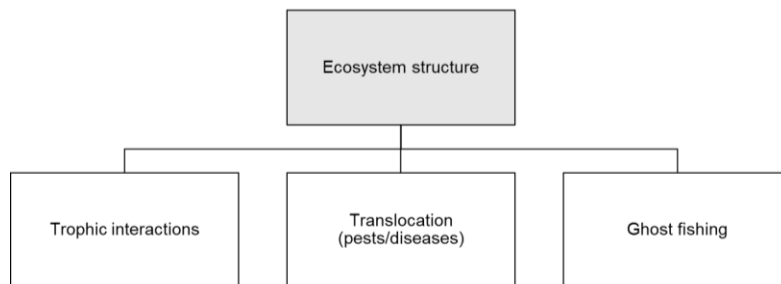 Ecosystem structure
Trophic interactions
Translocation
(pests/diseases)
Ghost fishing